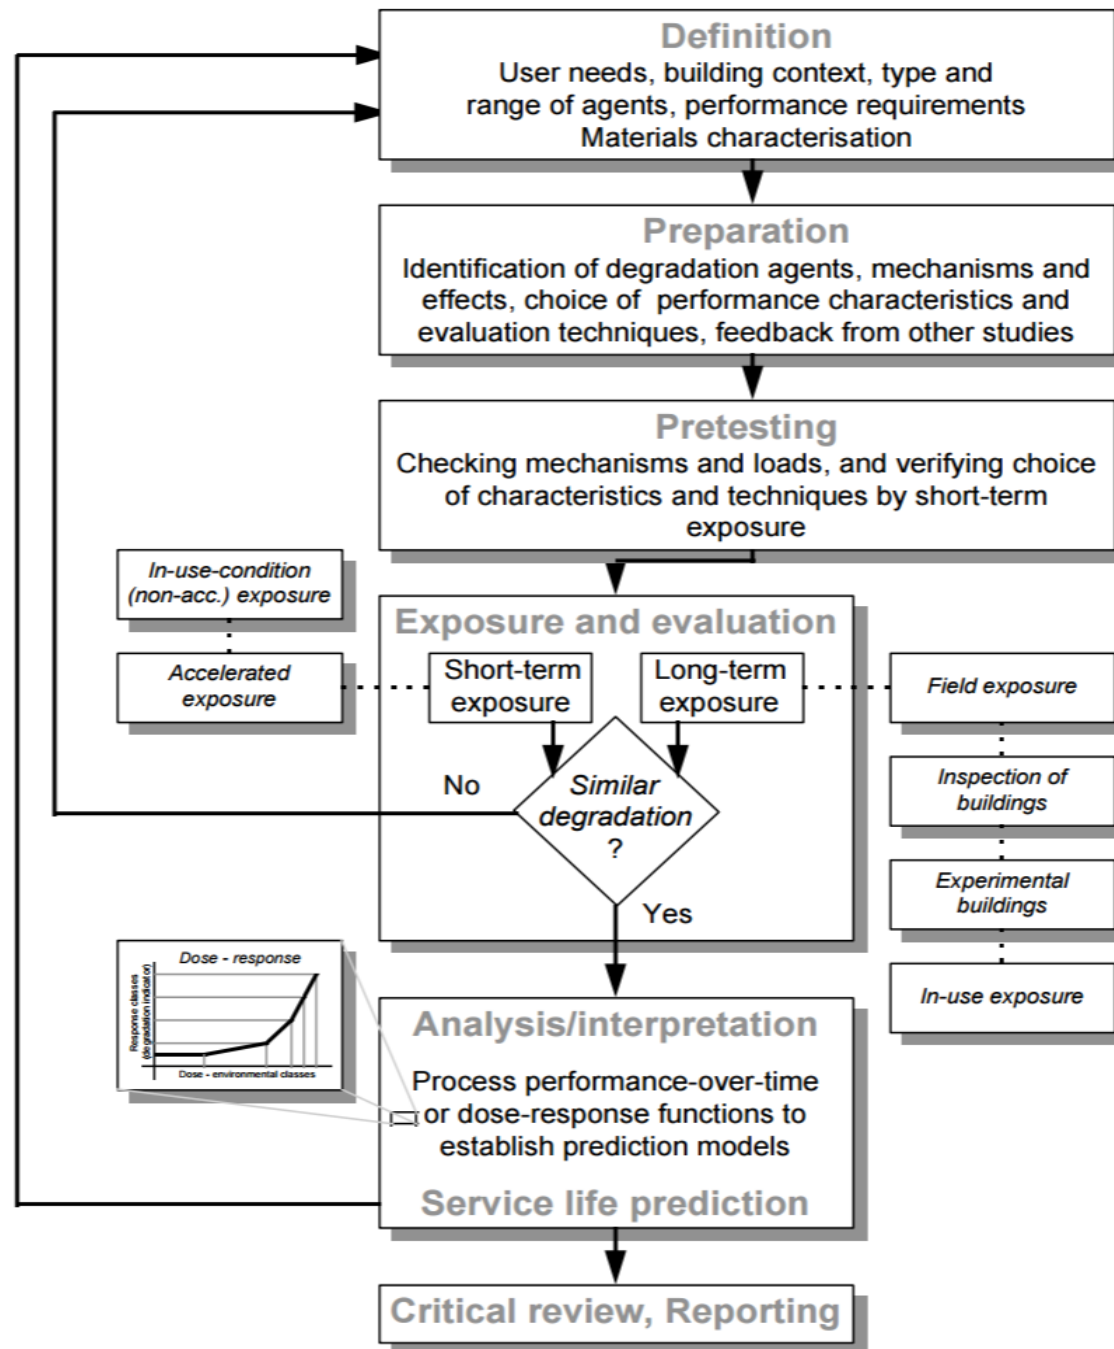 Definition
User needs, building context, type and
range of agents, performance requirements
Materials characterisation
Preparation
Identification of degradation agents, mechanisms and
effects, choice of performance characteristics and
evaluation techniques, feedback from other studies
Pretesting
Checking mechanisms and loads, and verifying choice
of characteristics and techniques by short-term
exposure
In-use-condition
(non-acc.) exposure
Accelerated
exposure
Exposure and evaluation
Short-term
exposure
Long-term
exposure
Field exposure
Inspection of
buildings
Experimental
buildings
In-use exposure
No
Similar
degradation
?
Yes
Dose - response
Response classes
(degradation indicator)
Dose - environmental classes
Analysis/interpretation
Process performance-over-time
or dose-response functions to
establish prediction models
Service life prediction
Critical review, Reporting